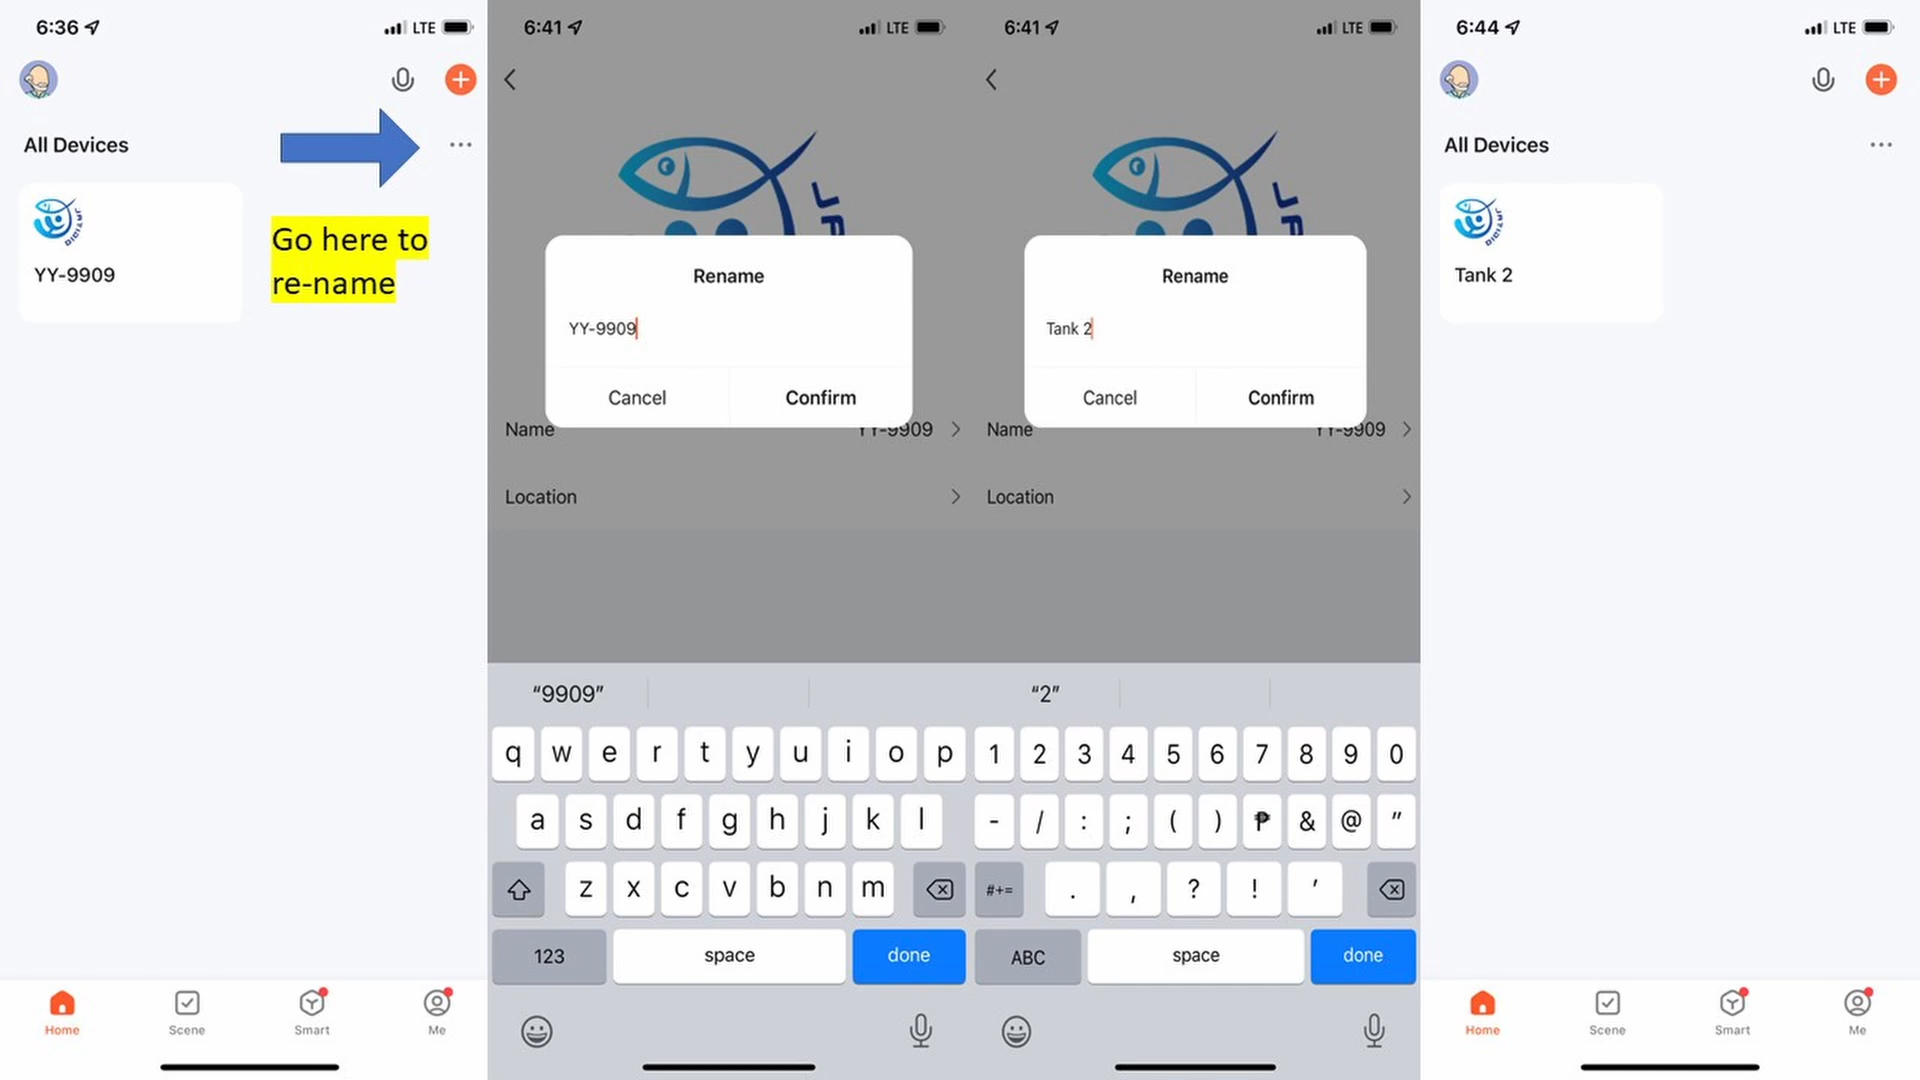 6:36
LTE
All Devices
YY-9909
Go here to
re-name
Home
Scene
Smart
Me
6:41
LTE
Rename
YY-9909
Cancel
Confirm
Name
YY-9909
Location
“9909”
q w e r t y u i o p
a s d f g h j k l
z x c v b n m
123
space
done
6:41
LTE
Rename
Tank 2
Cancel
Confirm
Name
YY-9909
Location
“2”
1 2 3 4 5 6 7 8 9 0
- / : ; ( ) ₱ & @ ”
#+= . , ? ! ’
ABC
space
done
6:44
LTE
All Devices
Tank 2
Home
Scene
Smart
Me